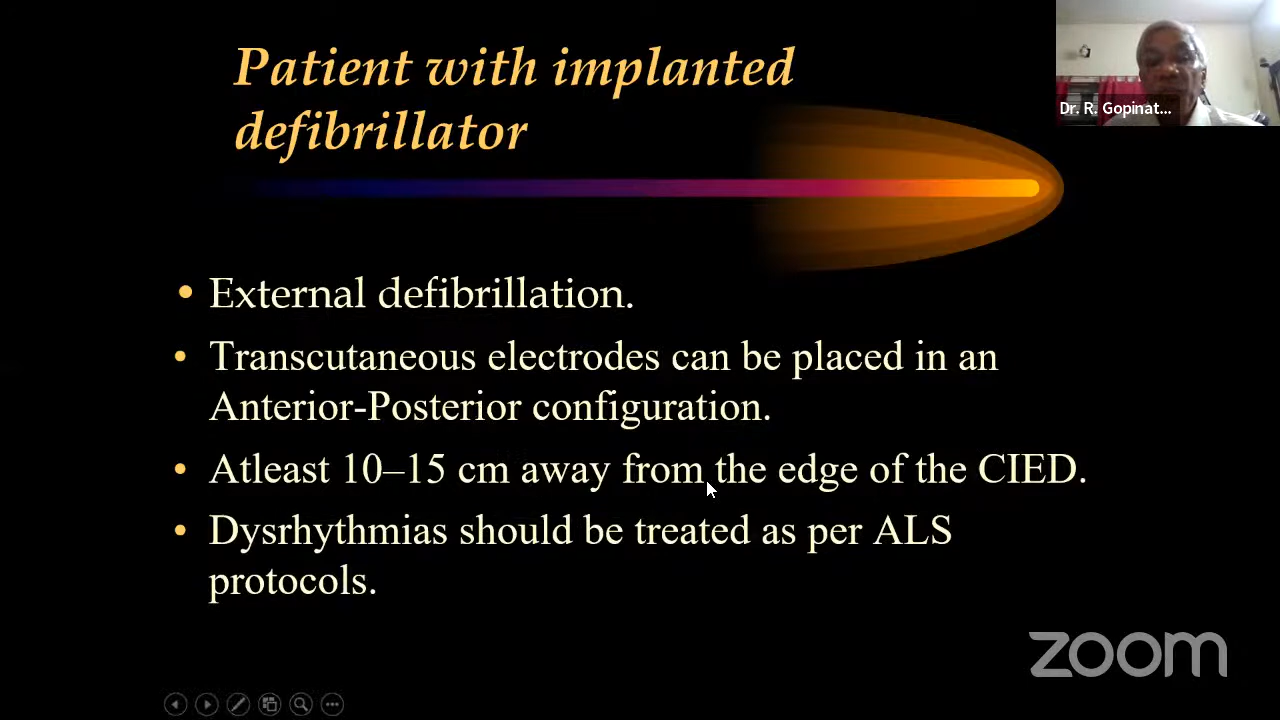 Patient with implanted
defibrillator
Dr. R. Gopinat...
• External defibrillation.
• Transcutaneous electrodes can be placed in an
Anterior-Posterior configuration.
• Atleast 10–15 cm away from the edge of the CIED.
• Dysrhythmias should be treated as per ALS
protocols.
zoom